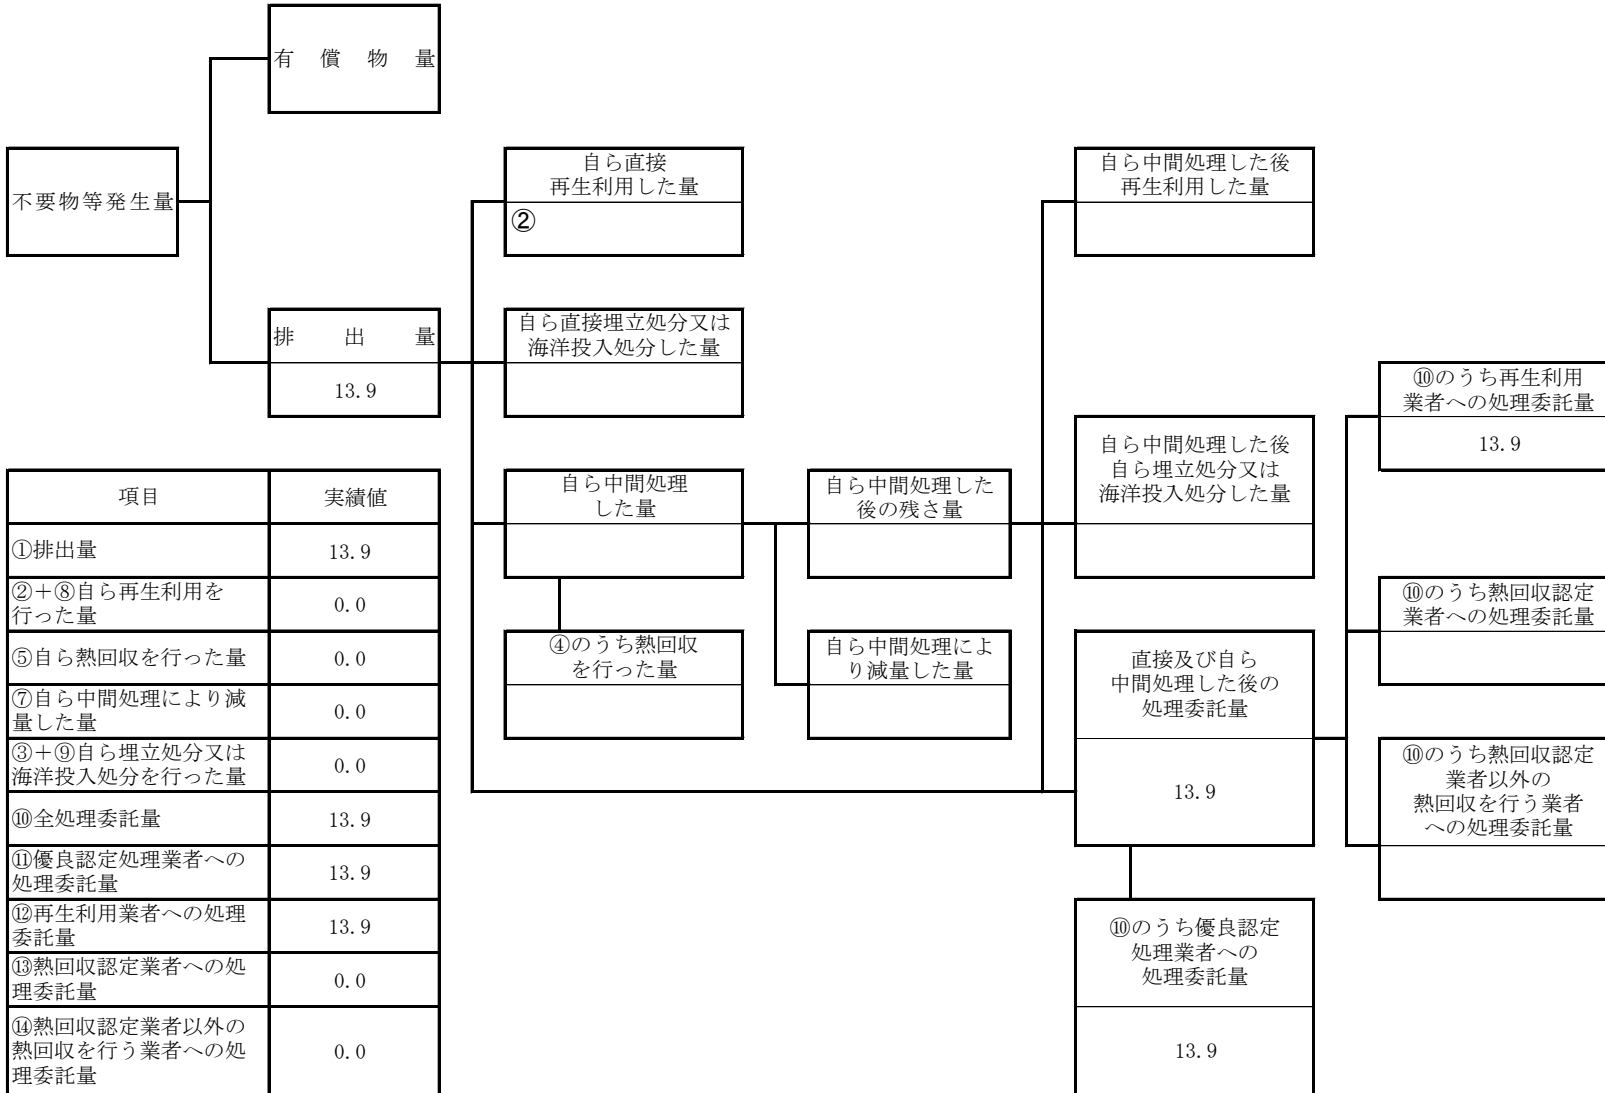 有償物量
不要物等発生量
自ら直接
再生利用した量
②
自ら中間処理した後
再生利用した量
排出量
13.9
自ら直接埋立処分又は
海洋投入処分した量
⑩のうち再生利用
業者への処理委託量
13.9
自ら中間処理した後
自ら埋立処分又は
海洋投入処分した量
自ら中間処理
した量
自ら中間処理した
後の残さ量
④のうち熱回収
を行った量
自ら中間処理によ
り減量した量
直接及び自ら
中間処理した後の
処理委託量
13.9
⑩のうち熱回収認定
業者への処理委託量
⑩のうち熱回収認定
業者以外の
熱回収を行う業者
への処理委託量
⑩のうち優良認定
処理業者への
処理委託量
13.9
項目 実績値
①排出量 13.9
②+⑧自ら再生利用を
行った量 0.0
⑤自ら熱回収を行った量 0.0
⑦自ら中間処理により減
量した量 0.0
③+⑨自ら埋立処分又は
海洋投入処分を行った量 0.0
⑩全処理委託量 13.9
⑪優良認定処理業者への
処理委託量 13.9
⑫再生利用業者への処理
委託量 13.9
⑬熱回収認定業者への処
理委託量 0.0
⑭熱回収認定業者以外の
熱回収を行う業者への処
理委託量 0.0